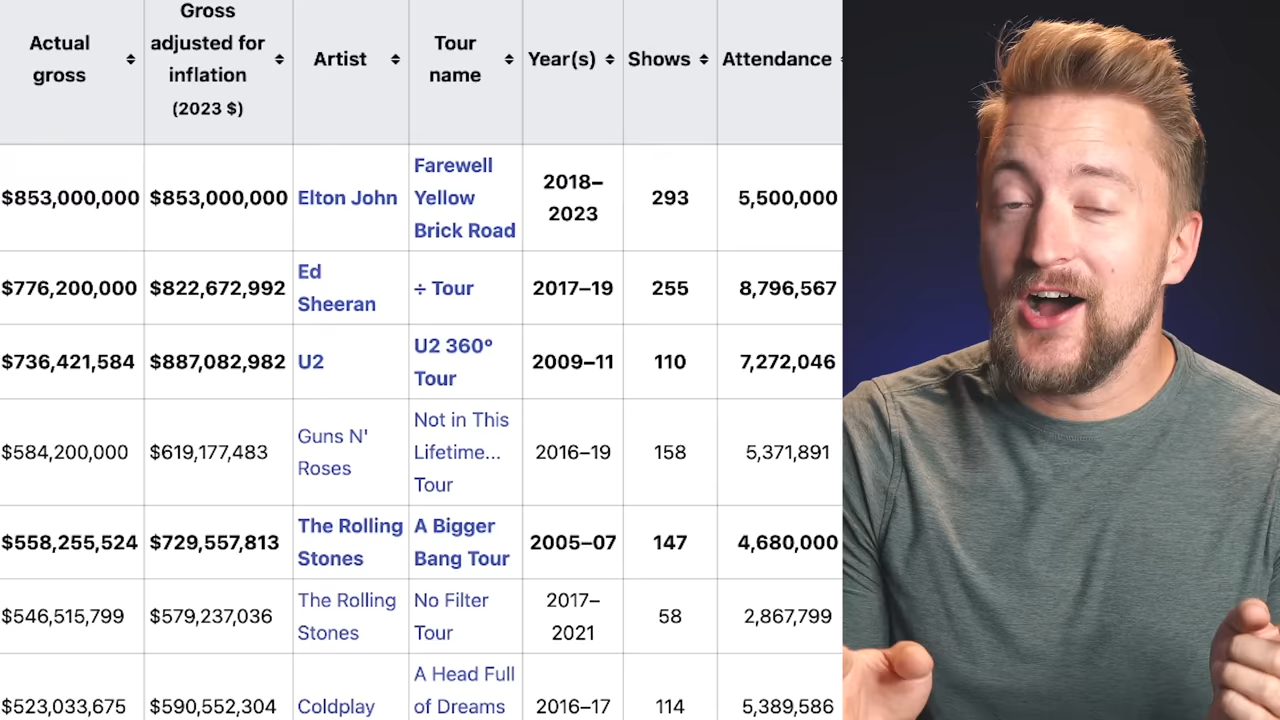 Actual gross
Gross adjusted for inflation (2023 $)
Artist
Tour name
Year(s)
Shows
Attendance
$853,000,000
$853,000,000
Elton John
Farewell
Yellow
Brick Road
2018–
2023
293
5,500,000
$776,200,000
$822,672,992
Ed
Sheeran
÷ Tour
2017–19
255
8,796,567
$736,421,584
$887,082,982
U2
U2 360°
Tour
2009–11
110
7,272,046
$584,200,000
$619,177,483
Guns N'
Roses
Not in This
Lifetime...
Tour
2016–19
158
5,371,891
$558,255,524
$729,557,813
The Rolling
Stones
A Bigger
Bang Tour
2005–07
147
4,680,000
$546,515,799
$579,237,036
The Rolling
Stones
No Filter
Tour
2017–
2021
58
2,867,799
$523,033,675
$590,552,304
Coldplay
A Head Full
of Dreams
2016–17
114
5,389,586